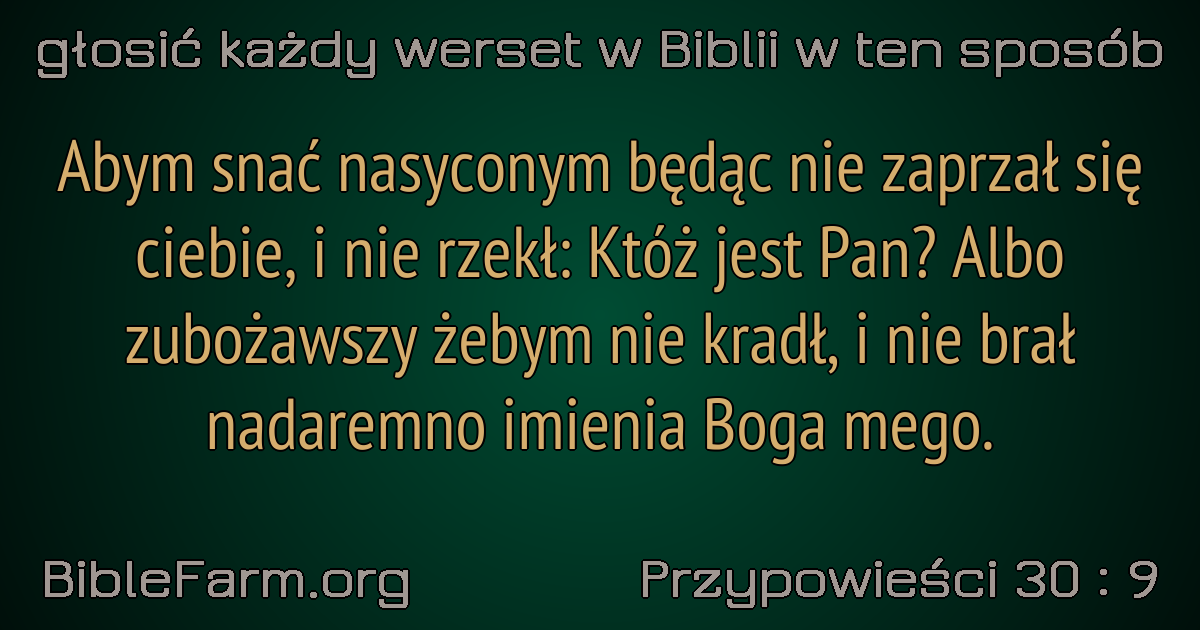 głosić każdy werset w Biblii w ten sposób
Abym snać nasyconym będąc nie zaprzał się
ciebie, i nie rzekł: Któż jest Pan? Albo
zubożawszy żebym nie kradł, i nie brał
nadaremno imienia Boga mego.
BibleFarm.org
Przypowieści 30 : 9